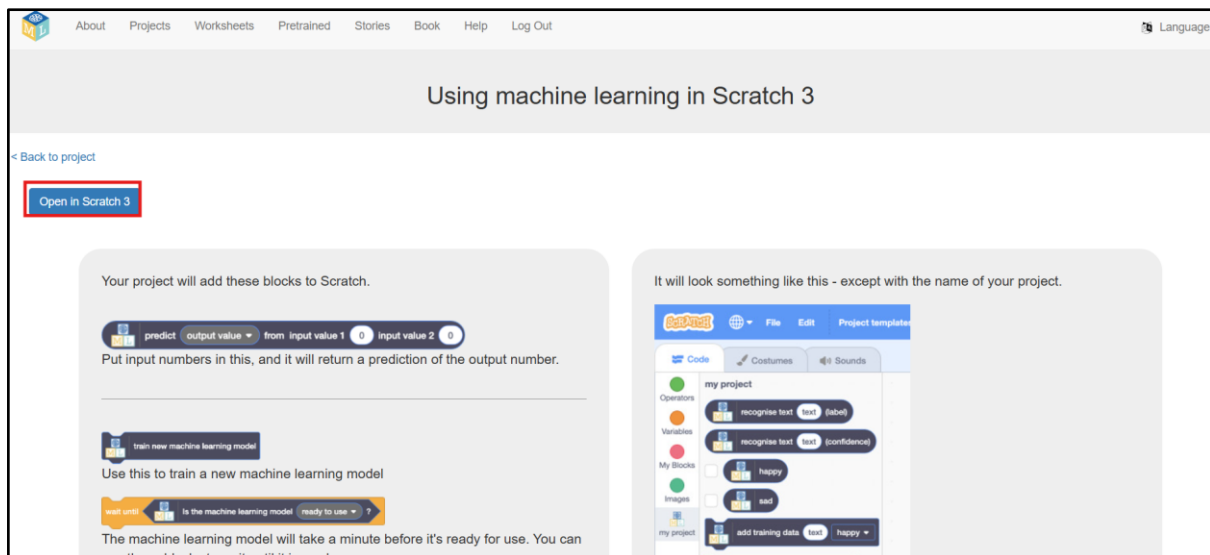 About Projects Worksheets Pretrained Stories Book Help Log Out Language
Using machine learning in Scratch 3
< Back to project
Open in Scratch 3
Your project will add these blocks to Scratch.
predict output value from input value 1 0 input value 2 0
Put input numbers in this, and it will return a prediction of the output number.
train new machine learning model
Use this to train a new machine learning model
wait until Is the machine learning model ready to use ?
The machine learning model will take a minute before it's ready for use. You can
It will look something like this - except with the name of your project.
SCRATCH File Edit Project templates
Code Costumes Sounds
Operators
Variables
My Blocks
Images
my project
my project
recognise text text (label)
recognise text text (confidence)
happy
sad
add training data text happy